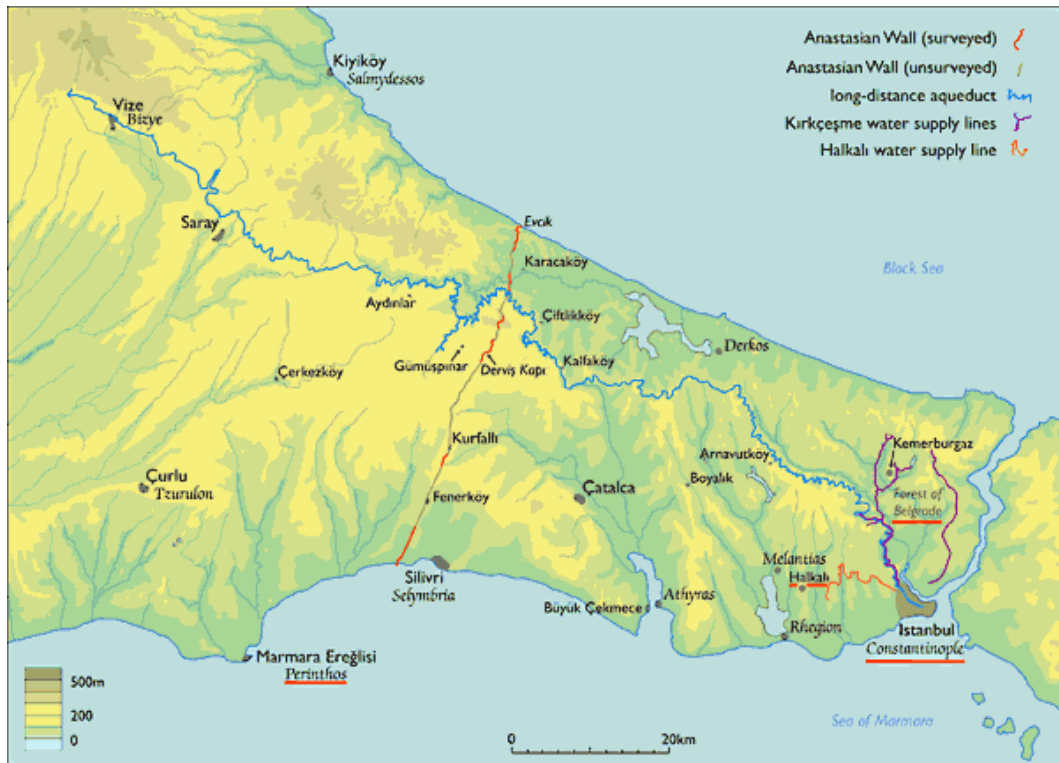 Anastasian Wall (surveyed)
Anastasian Wall (unsurveyed)
long-distance aqueduct
Kırkçeşme water supply lines
Halkalı water supply line
Kiyiköy
Salmydessos
Vize
Bizye
Saray
Evcik
Karacaköy
Black Sea
Aydınlar
Çiftlikköy
Derkos
Gümüşpınar
Derviş Kapı
Kalfaköy
Çerkezköy
Kurfallı
Kemerburgaz
Arnavutköy
Çurlu
Tzurulon
Fenerköy
Çatalca
Boyalık
Forest of
Belgrade
Melantias
Halkalı
Silivri
Selymbria
Büyük Çekmece
Athyras
Rhegion
Istanbul
Constantinople
Marmara Ereğlisi
Perinthos
500m
200
0
Sea of Marmara
0
20km